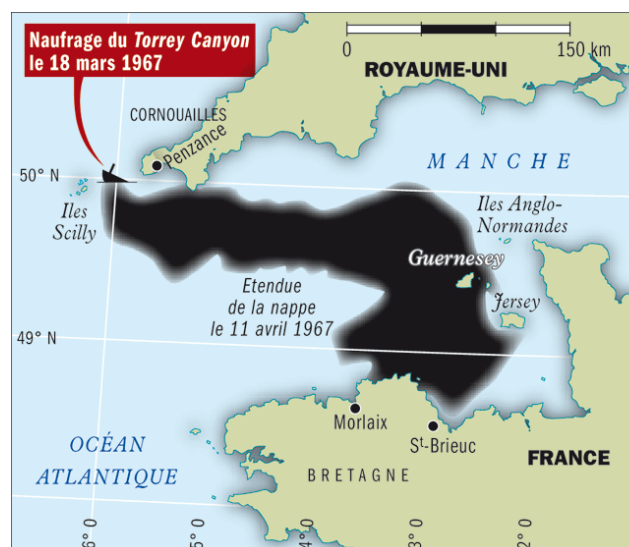 Naufrage du Torrey Canyon
le 18 mars 1967
0
150 km
ROYAUME-UNI
CORNOUAILLES
Penzance
MANCHE
50° N
Iles
Scilly
Iles Anglo-
Normandes
Guernesey
Jersey
Etendue
de la nappe
le 11 avril 1967
49° N
Morlaix
St-Brieuc
OCÉAN
ATLANTIQUE
BRETAGNE
FRANCE
6° O
5° O
4° O
3° O
2° O